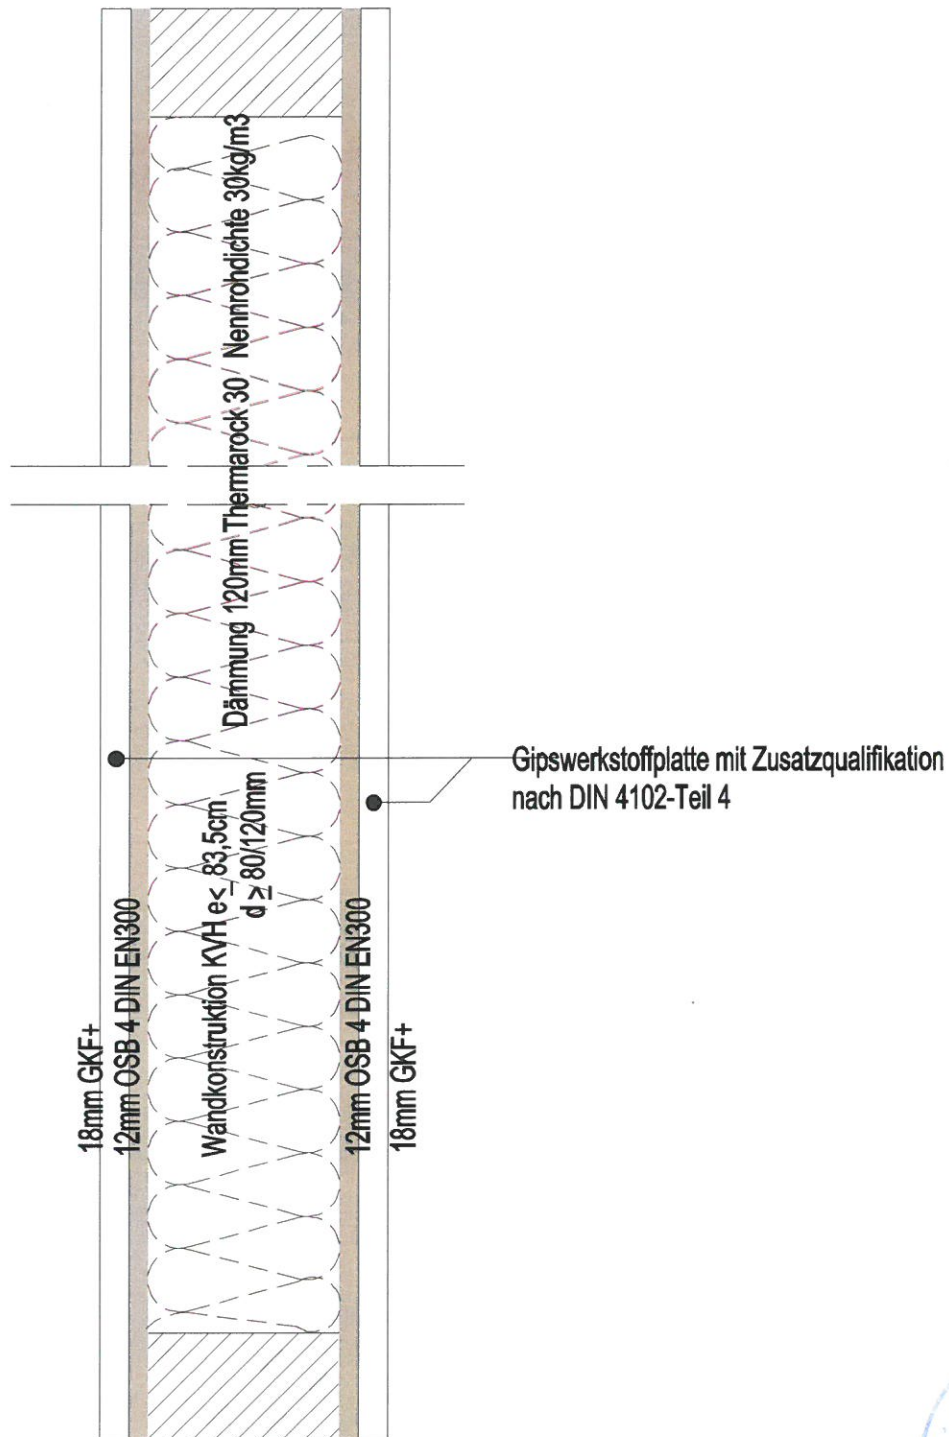 Dämmung 120mm Thermarock 30 Nennrohdichte 30kg/m3
Gipswerkstoffplatte mit Zusatzqualifikation
nach DIN 4102-Teil 4
Wandkonstruktion KVH e≤ 83,5cm
d ≥ 80/120mm
18mm GKF+
12mm OSB 4 DIN EN300
12mm OSB 4 DIN EN300
18mm GKF+